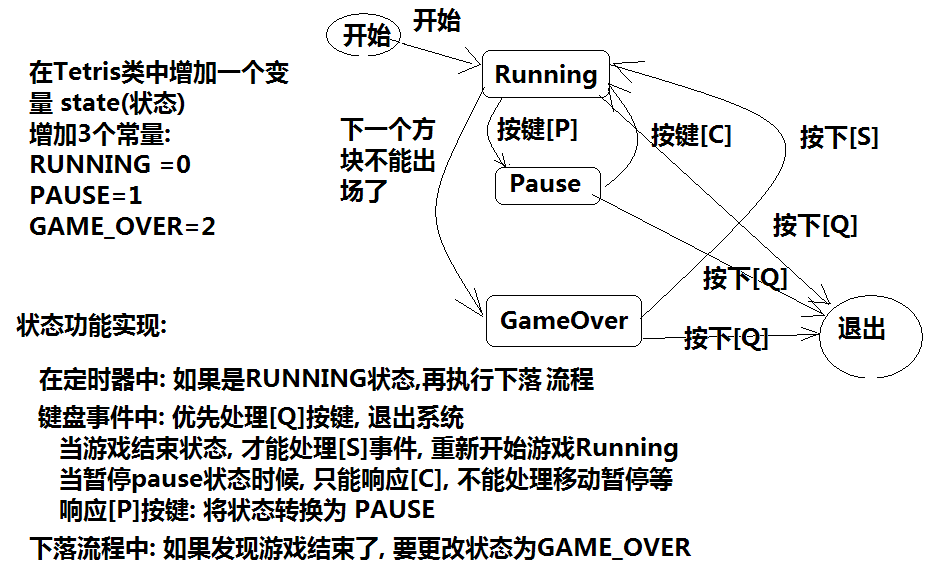 开始
开始
Running
在Tetris类中增加一个变
量 state(状态)
增加3个常量:
RUNNING =0
PAUSE=1
GAME_OVER=2
下一个方
块不能出
场了
按键[P]
按键[C]
按下[S]
Pause
按下[Q]
按下[Q]
GameOver
按下[Q]
退出
状态功能实现:
在定时器中: 如果是RUNNING状态,再执行下落流程
键盘事件中: 优先处理[Q]按键, 退出系统
当游戏结束状态, 才能处理[S]事件, 重新开始游戏Running
当暂停pause状态时候, 只能响应[C], 不能处理移动暂停等
响应[P]按键: 将状态转换为 PAUSE
下落流程中: 如果发现游戏结束了, 要更改状态为GAME_OVER